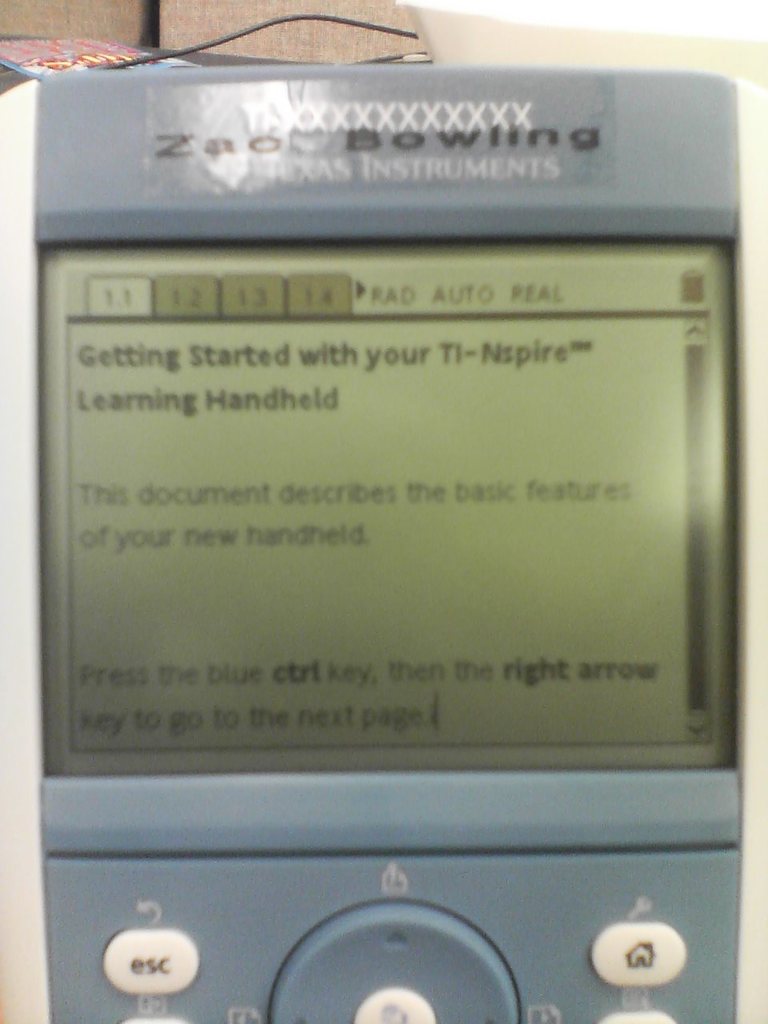 TI-XXXXXXXXXXXX
Zac Bowling
TEXAS INSTRUMENTS
1.1 1.2 1.3 1.4 RAD AUTO REAL
Getting Started with your TI-Nspire™
Learning Handheld
This document describes the basic features
of your new handheld.
Press the blue ctrl key, then the right arrow
key to go to the next page.
esc